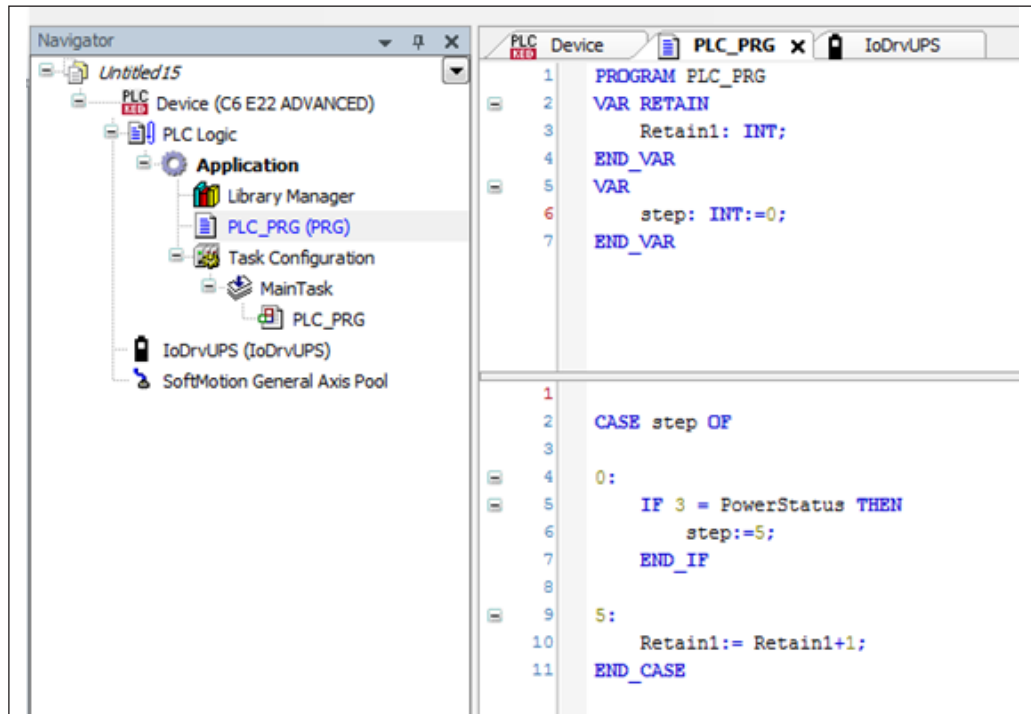 Navigator
Untitled15
PLC KED Device (C6 E22 ADVANCED)
PLC Logic
Application
Library Manager
PLC_PRG (PRG)
Task Configuration
MainTask
PLC_PRG
IoDrvUPS (IoDrvUPS)
SoftMotion General Axis Pool
PLC KED Device PLC_PRG IoDrvUPS
1 PROGRAM PLC_PRG
2 VAR RETAIN
3 Retain1: INT;
4 END_VAR
5 VAR
6 step: INT:=0;
7 END_VAR
1
2 CASE step OF
3
4 0:
5 IF 3 = PowerStatus THEN
6 step:=5;
7 END_IF
8
9 5:
10 Retain1:= Retain1+1;
11 END_CASE